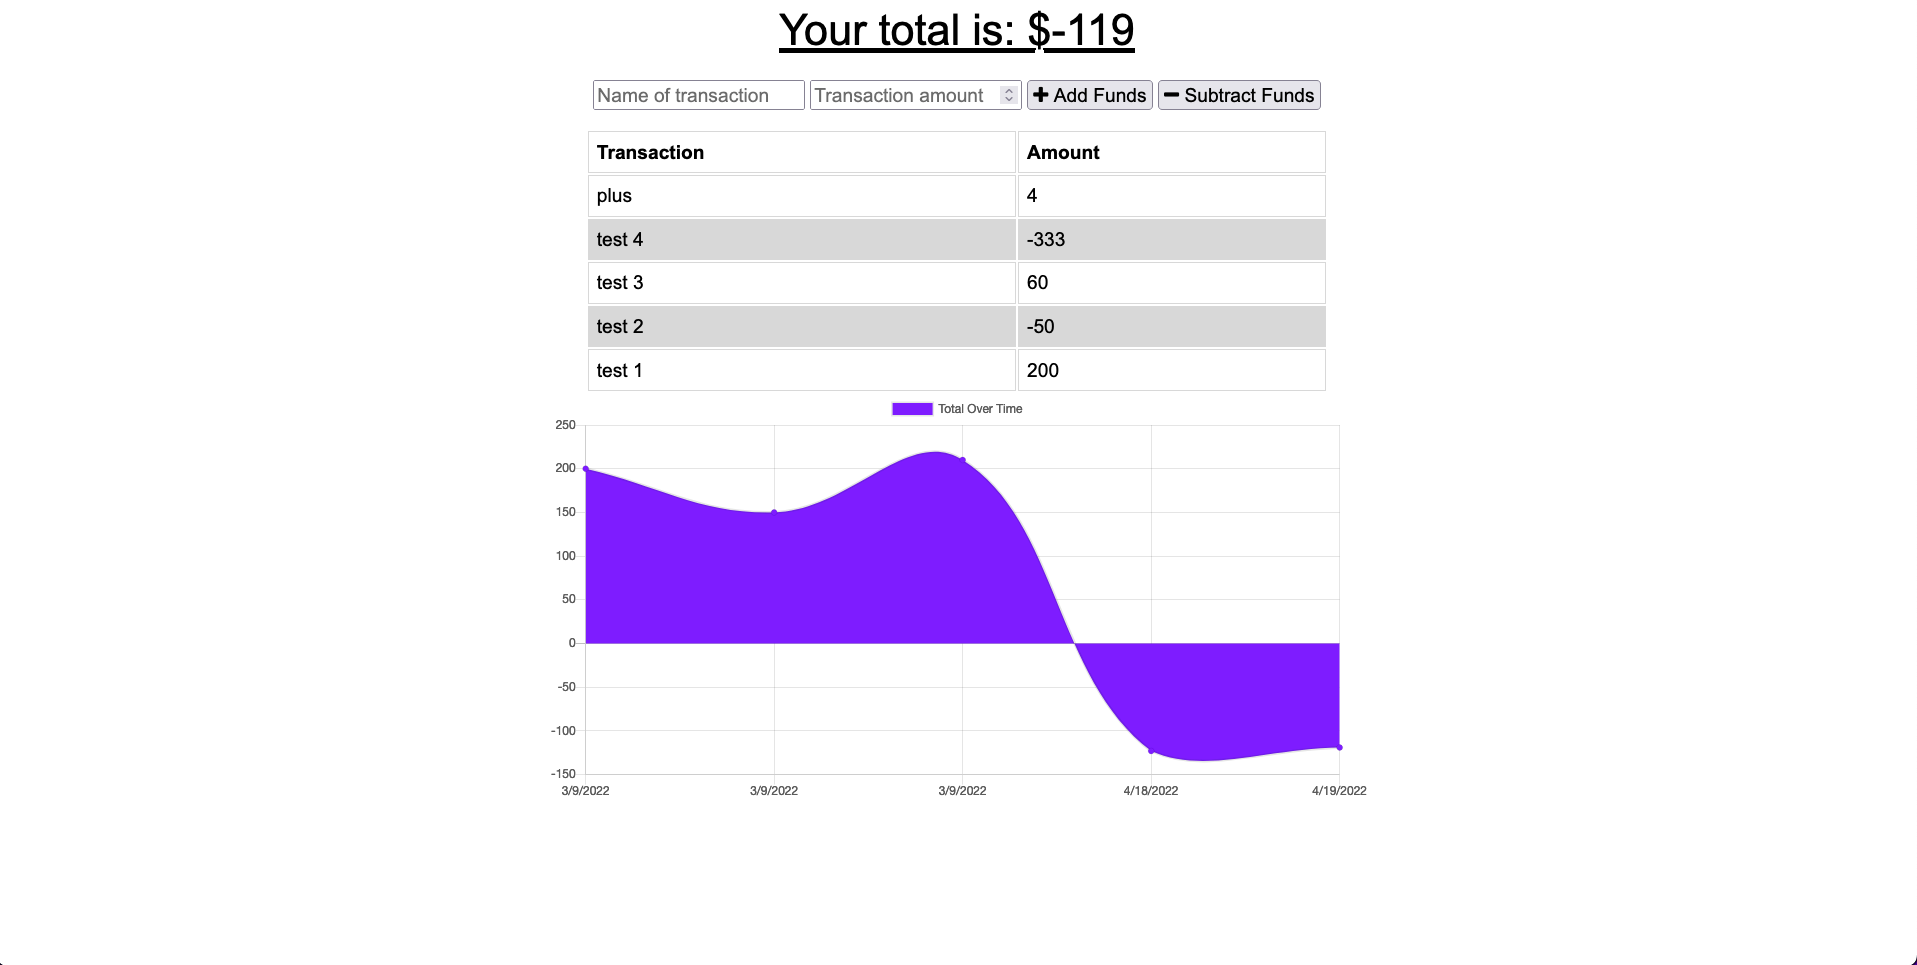 Your total is: $-119
Name of transaction Transaction amount Add Funds Subtract Funds
Transaction Amount
plus 4
test 4 -333
test 3 60
test 2 -50
test 1 200
Total Over Time
250
200
150
100
50
0
-50
-100
-150
3/9/2022 3/9/2022 3/9/2022 4/18/2022 4/19/2022